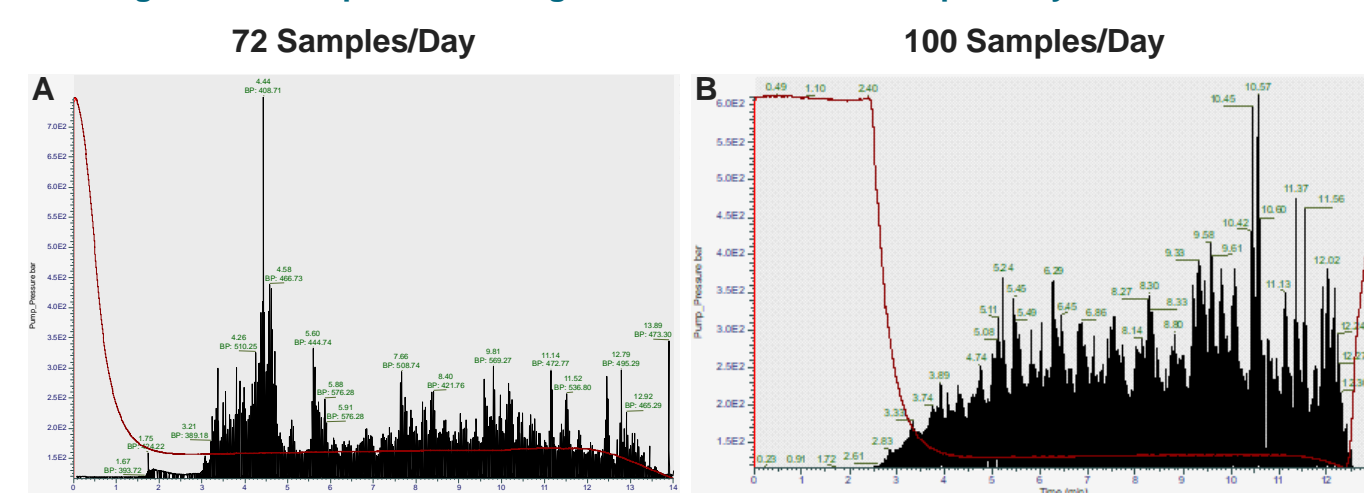 72 Samples/Day
100 Samples/Day
A
4.44
BP: 408.71
7.0E2
6.5E2
6.0E2
5.5E2
5.0E2
4.5E2
4.0E2
3.5E2
3.0E2
2.5E2
2.0E2
1.5E2
Pump_Pressure bar
4.58
BP: 466.73
4.26
BP: 510.25
5.60
BP: 444.74
5.88
BP: 576.28
5.91
BP: 576.28
3.21
BP: 389.18
1.75
1.67
BP: 393.72
7.66
BP: 508.74
8.40
BP: 421.76
9.81
BP: 569.27
11.14
BP: 472.77
11.52
BP: 536.80
12.79
BP: 495.29
12.92
BP: 465.29
13.89
BP: 473.30
0 1 2 3 4 5 6 7 8 9 10 11 12 13 14
B
6.0E2
5.5E2
5.0E2
4.5E2
4.0E2
3.5E2
3.0E2
2.5E2
2.0E2
1.5E2
Pump_Pressure bar
0.49
1.10
2.40
10.45
10.57
11.37
11.56
10.60
10.42
9.58
9.61
9.33
12.02
5.24
6.29
8.27
8.30
8.33
11.13
5.45
5.49
6.45
6.86
5.11
5.08
8.14
8.80
4.74
3.89
3.74
3.33
2.83
2.61
0.23
0.91
1.72
12.24
0 1 2 3 4 5 6 7 8 9 10 11 12
Time (min)